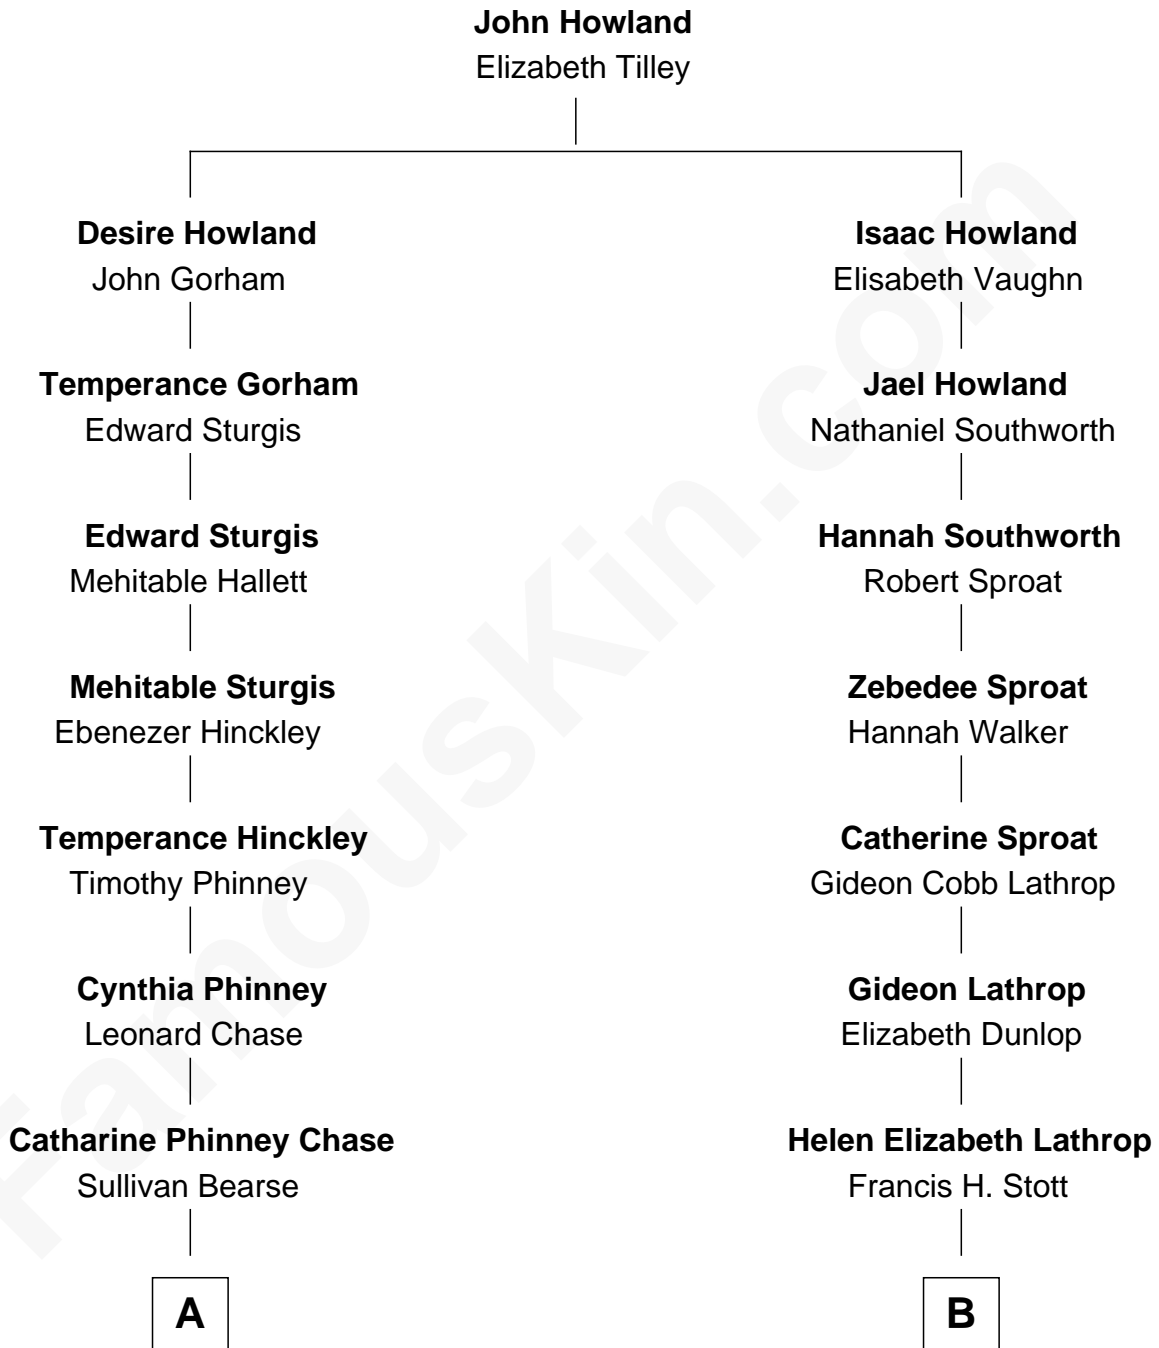 John Howland
Elizabeth Tilley
Desire Howland
John Gorham
Temperance Gorham
Edward Sturgis
Edward Sturgis
Mehitable Hallett
Mehitable Sturgis
Ebenezer Hinckley
Temperance Hinckley
Timothy Phinney
Cynthia Phinney
Leonard Chase
Catharine Phinney Chase
Sullivan Bearse
A
Isaac Howland
Elisabeth Vaughn
Jael Howland
Nathaniel Southworth
Hannah Southworth
Robert Sproat
Zebedee Sproat
Hannah Walker
Catherine Sproat
Gideon Cobb Lathrop
Gideon Lathrop
Elizabeth Dunlop
Helen Elizabeth Lathrop
Francis H. Stott
B
FamousKin.com